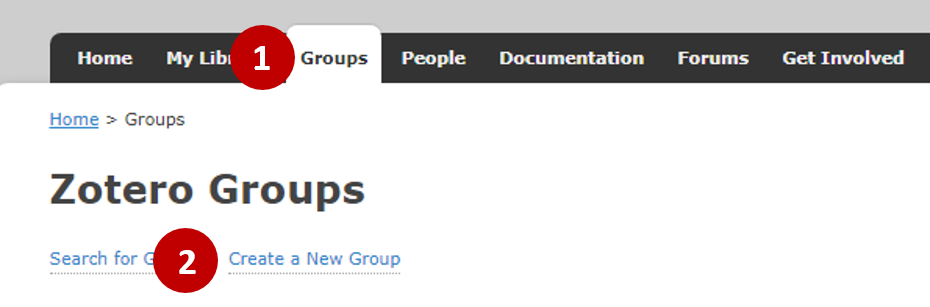 Home My Lib 1 Groups People Documentation Forums Get Involved
Home > Groups
Zotero Groups
Search for G 2 Create a New Group